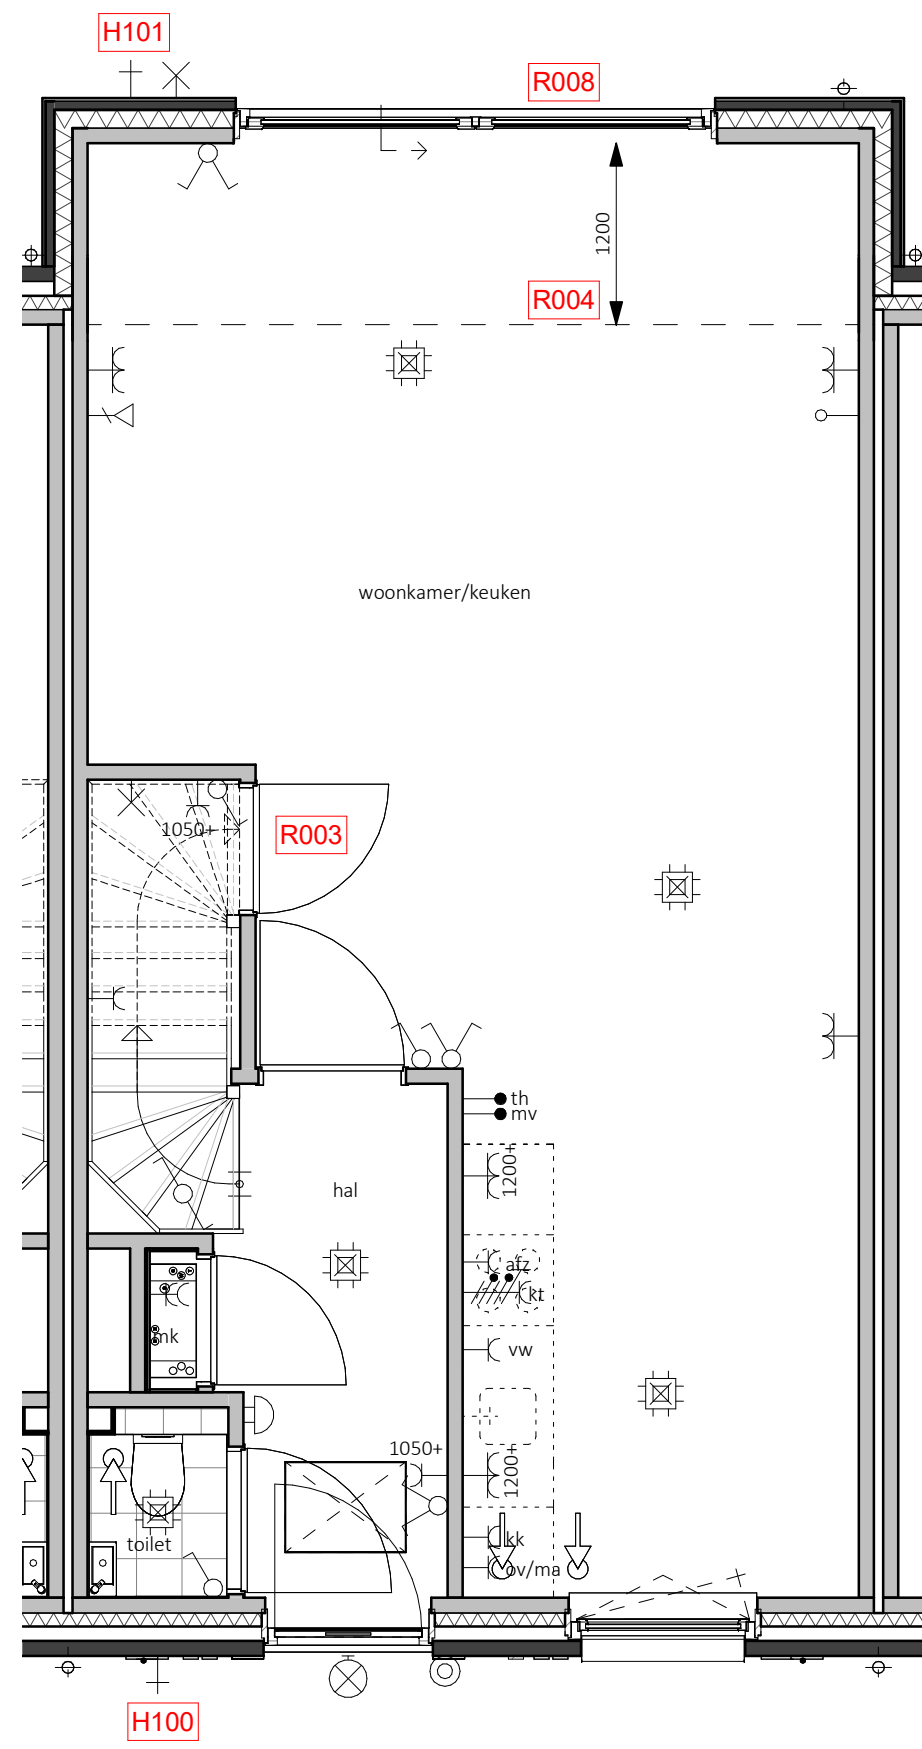 H101
R008
1200
R004
woonkamer/keuken
1050+
R003
th
mv
1200+
hal
afz
kt
mk
vw
1050+
1200+
toilet
kk
ov/ma
H100